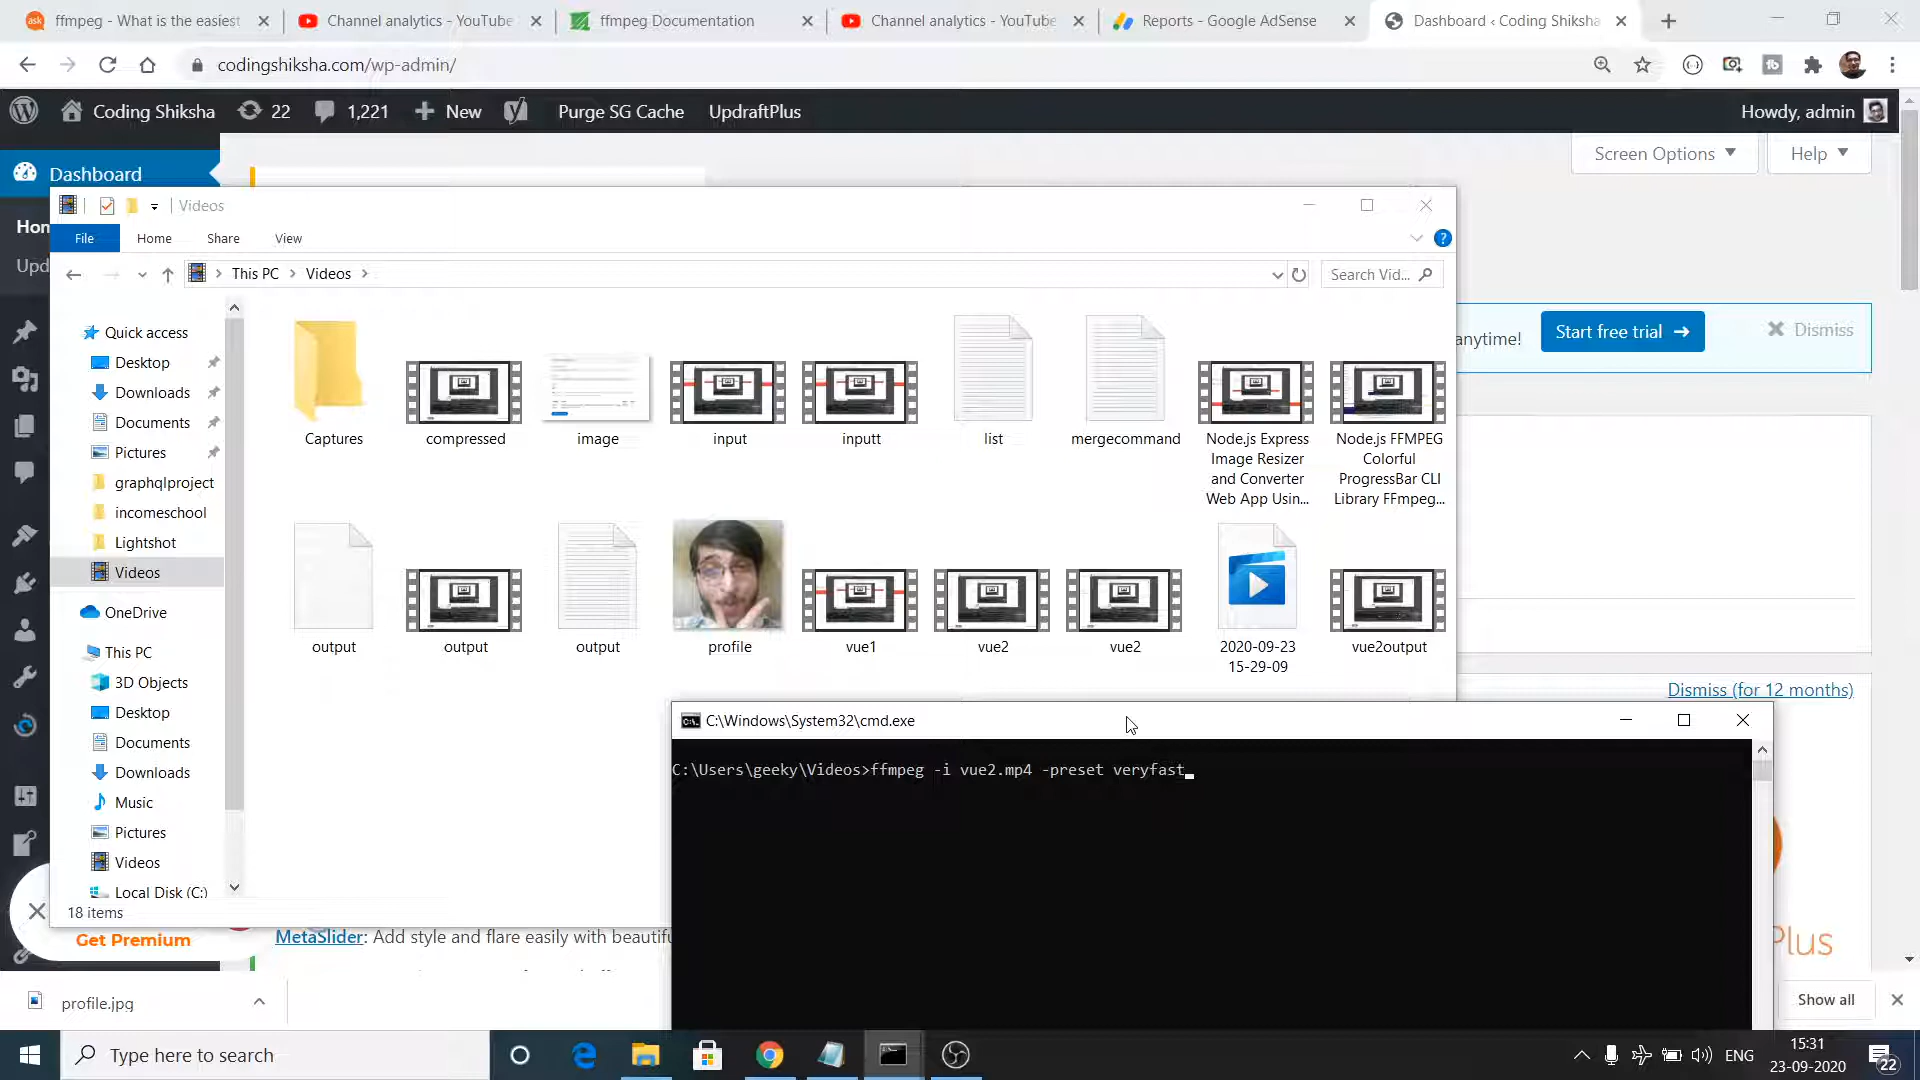 ask
ffmpeg - What is the easiest
Channel analytics - YouTube
ffmpeg Documentation
Channel analytics - YouTube
Reports - Google AdSense
Dashboard ‹ Coding Shiksha
codingshiksha.com/wp-admin/
Coding Shiksha
22
1,221
New
Purge SG Cache
UpdraftPlus
Howdy, admin
Dashboard
Screen Options
Help
Videos
File
Home
Share
View
This PC
Videos
Search Vid...
Quick access
Desktop
Downloads
Documents
Pictures
graphqlproject
incomeschool
Lightshot
Videos
OneDrive
This PC
3D Objects
Desktop
Documents
Downloads
Music
Pictures
Videos
Local Disk (C:)
18 items
Captures
compressed
image
input
inputt
list
mergecommand
Node.js Express
Image Resizer
and Converter
Web App Usin...
Node.js FFMPEG
Colorful
ProgressBar CLI
Library FFmpeg...
output
output
output
profile
vue1
vue2
vue2
2020-09-23
15-29-09
vue2output
anytime!
Start free trial
Dismiss
Dismiss (for 12 months)
C:\Windows\System32\cmd.exe
C:\Users\geeky\Videos>ffmpeg -i vue2.mp4 -preset veryfast
Get Premium
MetaSlider: Add style and flare easily with beautifu
Plus
profile.jpg
Show all
Type here to search
ENG
15:31
23-09-2020
22